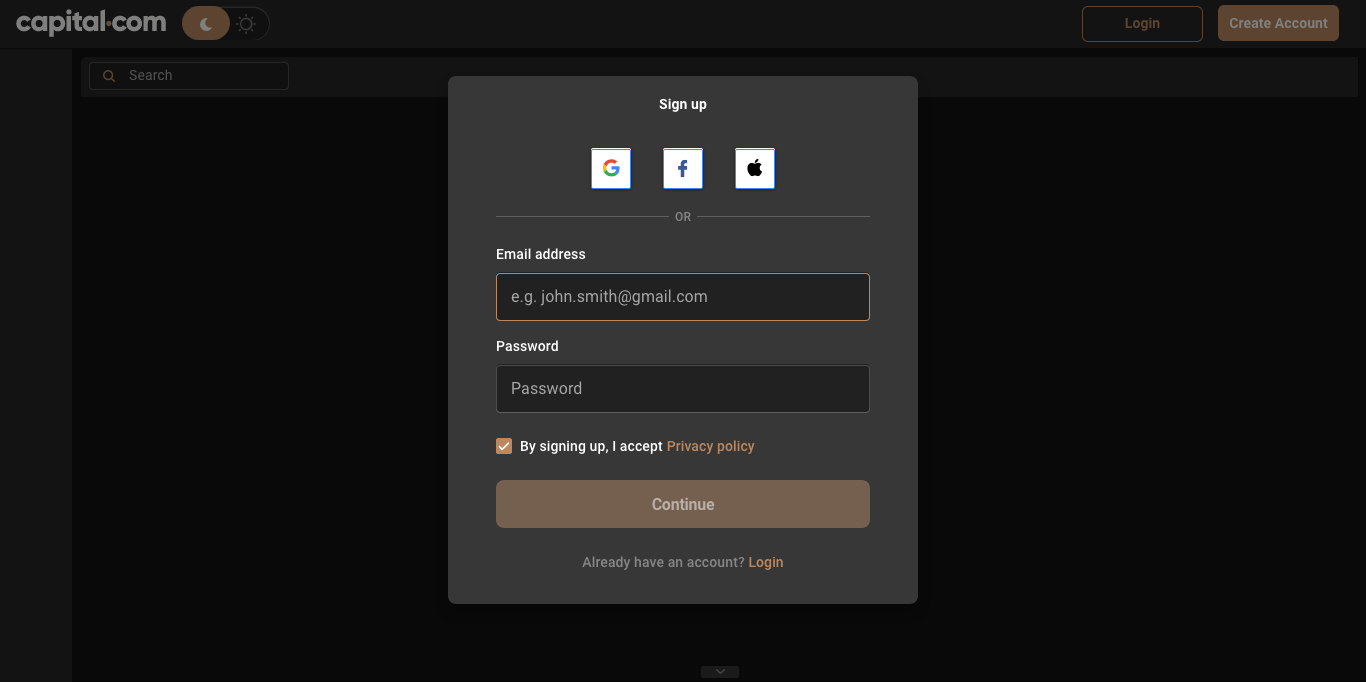 capital.com
Login
Create Account
Search
Sign up
OR
Email address
e.g. john.smith@gmail.com
Password
Password
By signing up, I accept Privacy policy
Continue
Already have an account? Login